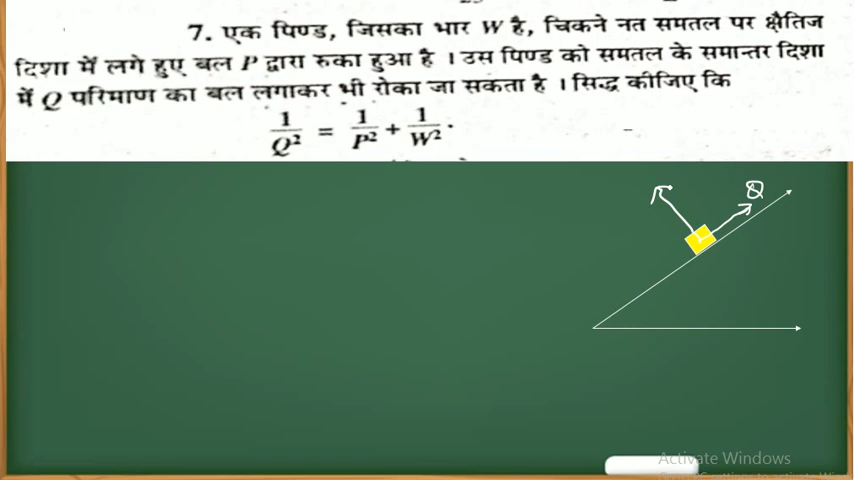 7. एक पिण्ड, जिसका भार W है, चिकने नत समतल पर क्षैतिज
दिशा में लगे हुए बल P द्वारा रुका हुआ है । उस पिण्ड को समतल के समान्तर दिशा
में Q परिमाण का बल लगाकर भी रोका जा सकता है । सिद्ध कीजिए कि
1/Q² = 1/P² + 1/W².
Q
Activate Windows